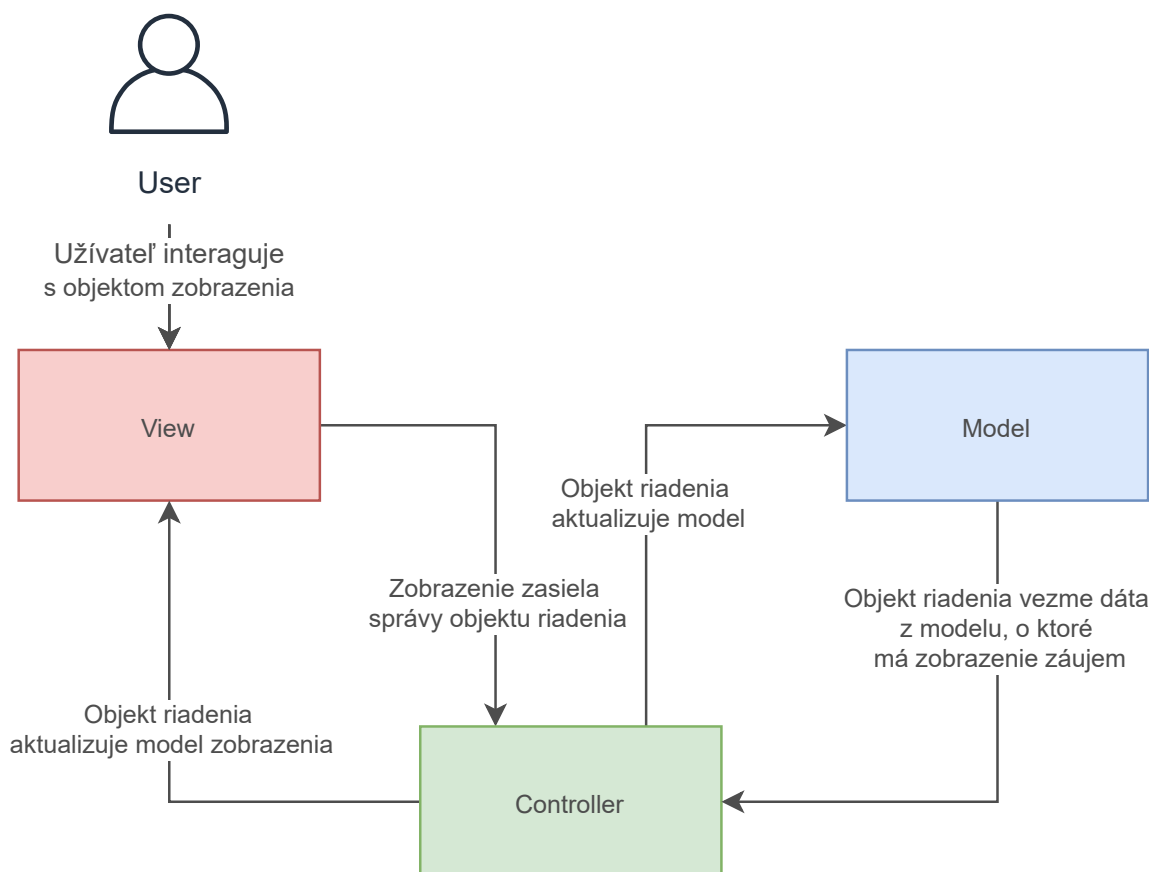 User
Užívateľ interaguje
s objektom zobrazenia
View
Model
Objekt riadenia
aktualizuje model
Zobrazenie zasiela
správy objektu riadenia
Objekt riadenia vezme dáta
z modelu, o ktoré
má zobrazenie záujem
Objekt riadenia
aktualizuje model zobrazenia
Controller